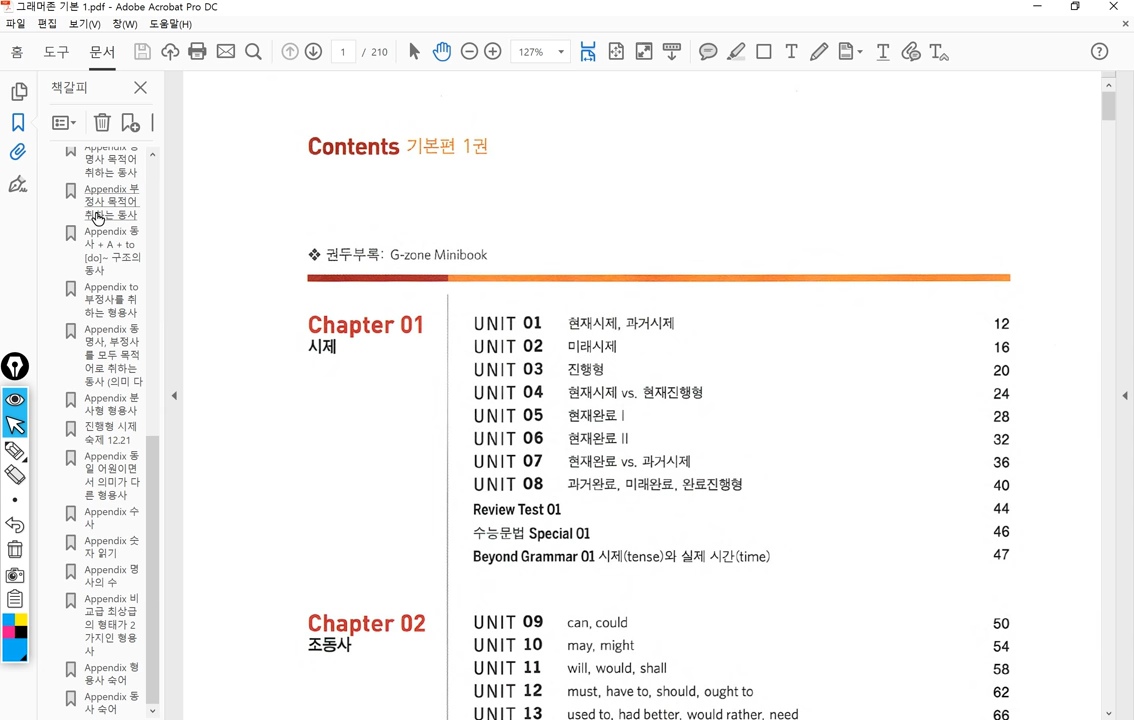 그래머존 기본 1.pdf - Adobe Acrobat Pro DC
파일 편집 보기(V) 창(W) 도움말(H)
홈 도구 문서 1 / 210 127%
책갈피
명사 목적어
취하는 동사
Appendix 부
정사 목적어
취하는 동사
Appendix 동
사 + A + to
[do]~ 구조의
동사
Appendix to
부정사를 취
하는 형용사
Appendix 동
명사, 부정사
를 모두 목적
어로 취하는
동사 (의미 다
Appendix 분
사형 형용사
진행형 시제
숙제 12.21
Appendix 동
일 어원이면
서 의미가 다
른 형용사
Appendix 수
사
Appendix 숫
자 읽기
Appendix 명
사의 수
Appendix 비
교급 최상급
의 형태가 2
가지인 형용
사
Appendix 형
용사 숙어
Appendix 동
사 숙어
Contents 기본편 1권
❖ 권두부록: G-zone Minibook
Chapter 01
시제
UNIT 01 현재시제, 과거시제 12
UNIT 02 미래시제 16
UNIT 03 진행형 20
UNIT 04 현재시제 vs. 현재진행형 24
UNIT 05 현재완료 I 28
UNIT 06 현재완료 II 32
UNIT 07 현재완료 vs. 과거시제 36
UNIT 08 과거완료, 미래완료, 완료진행형 40
Review Test 01 44
수능문법 Special 01 46
Beyond Grammar 01 시제(tense)와 실제 시간(time) 47
Chapter 02
조동사
UNIT 09 can, could 50
UNIT 10 may, might 54
UNIT 11 will, would, shall 58
UNIT 12 must, have to, should, ought to 62
UNIT 13 used to, had better, would rather, need 66